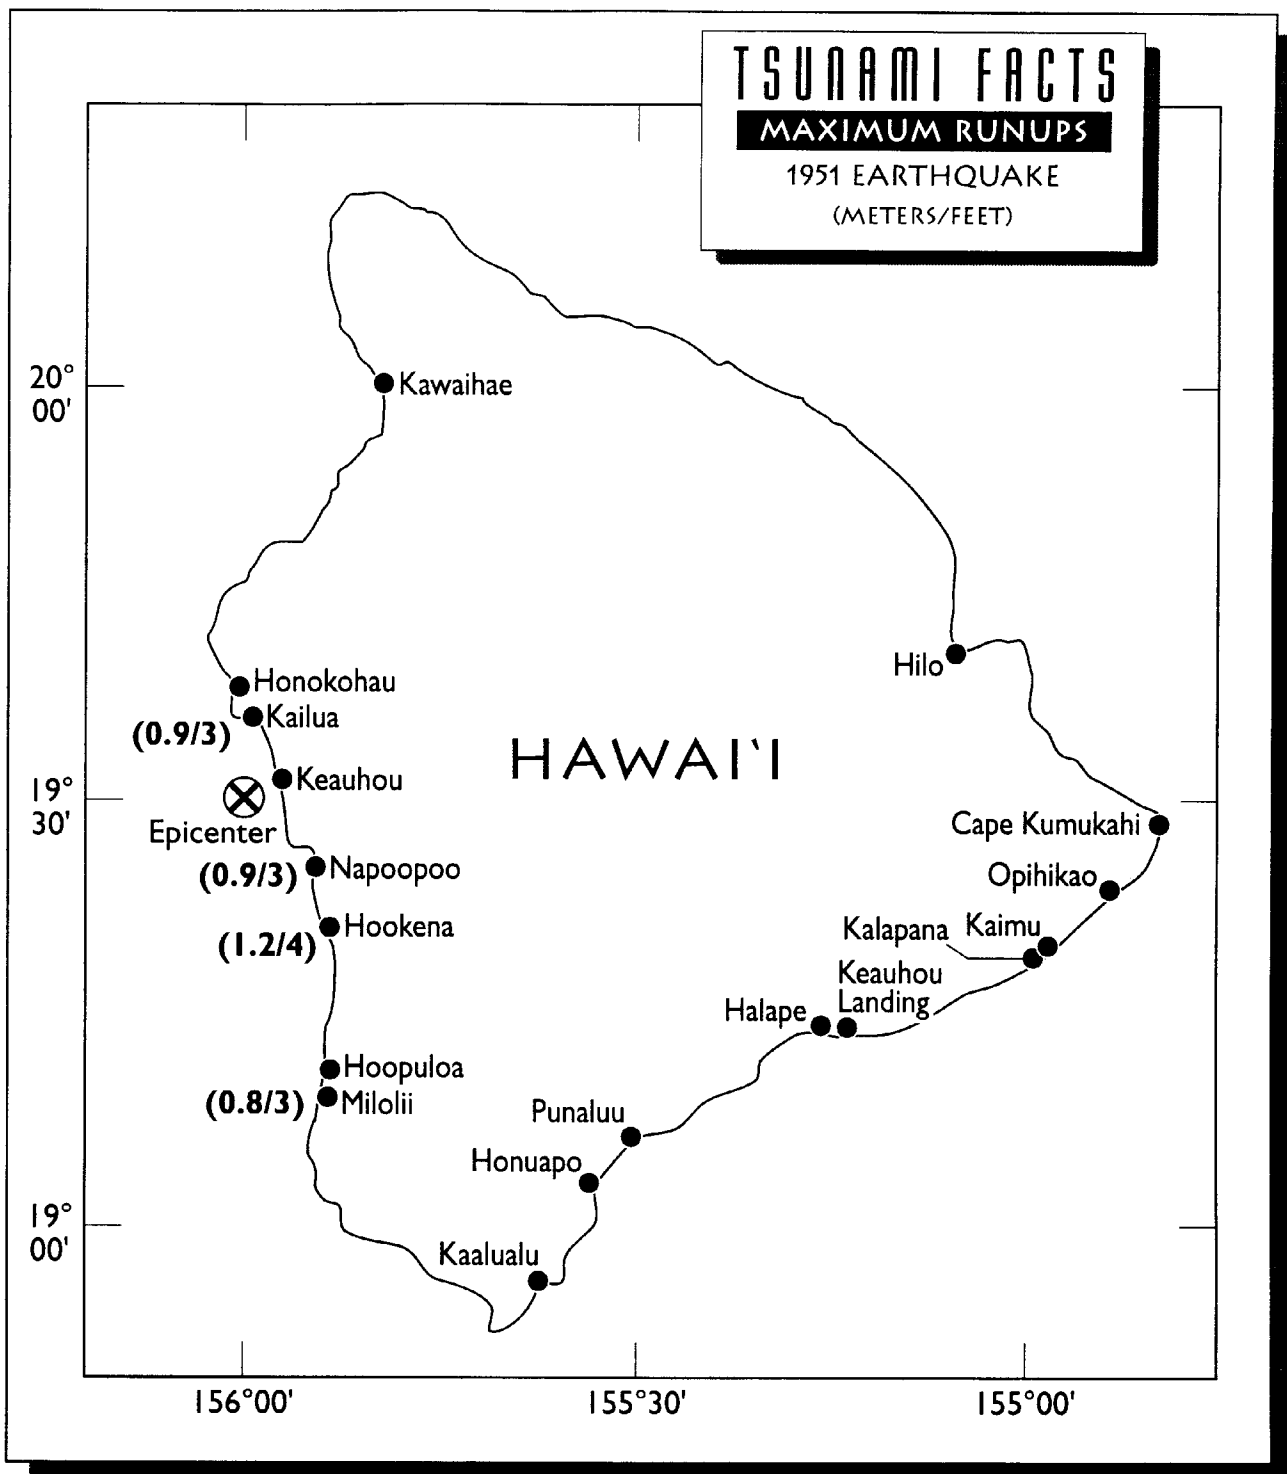 TSUNAMI FACTS
MAXIMUM RUNUPS
1951 EARTHQUAKE
(METERS/FEET)
20°
00'
Kawaihae
Hilo
Honokohau
Kailua
(0.9/3)
HAWAI`I
Keauhou
19°
30'
Epicenter
Cape Kumukahi
(0.9/3)
Napoopoo
Opihikao
Hookena
(1.2/4)
Kalapana
Kaimu
Keauhou
Landing
Halape
Hoopuloa
(0.8/3)
Milolii
Punaluu
Honuapo
19°
00'
Kaalualu
156°00'
155°30'
155°00'